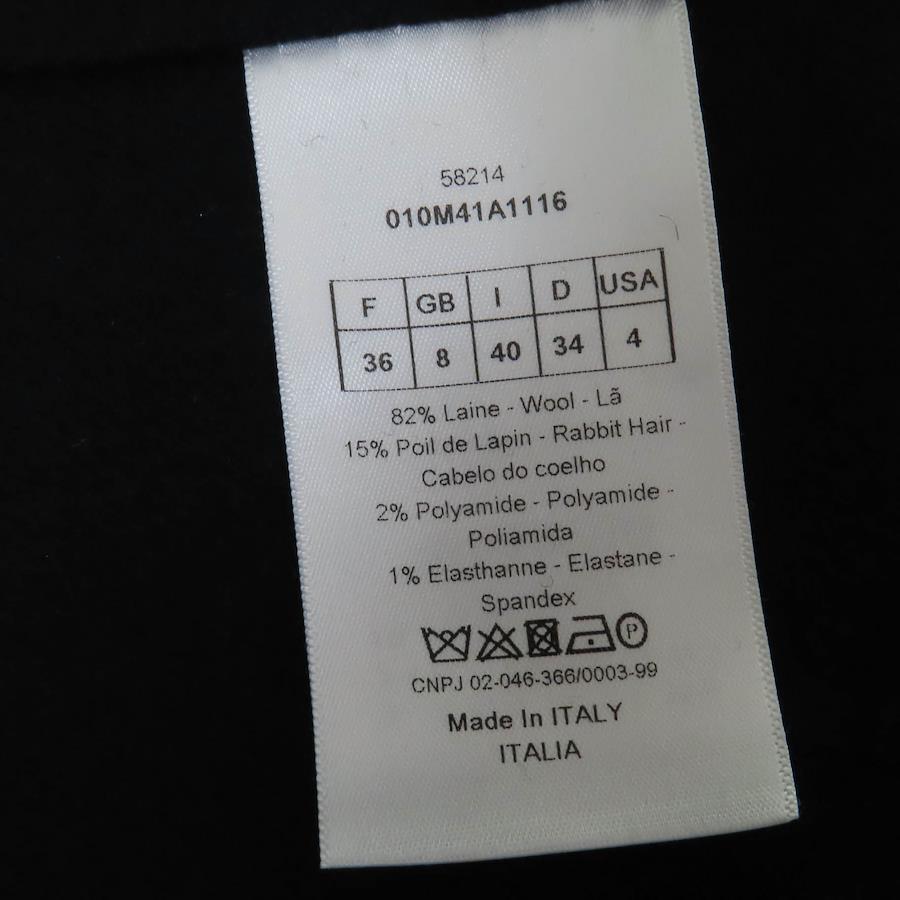 58214
010M41A1116
F GB I D USA
36 8 40 34 4
82% Laine - Wool - Lã
15% Poil de Lapin - Rabbit Hair -
Cabelo do coelho
2% Polyamide - Polyamide -
Poliamida
1% Elasthanne - Elastane -
Spandex
P
CNPJ 02-046-366/0003-99
Made In ITALY
ITALIA